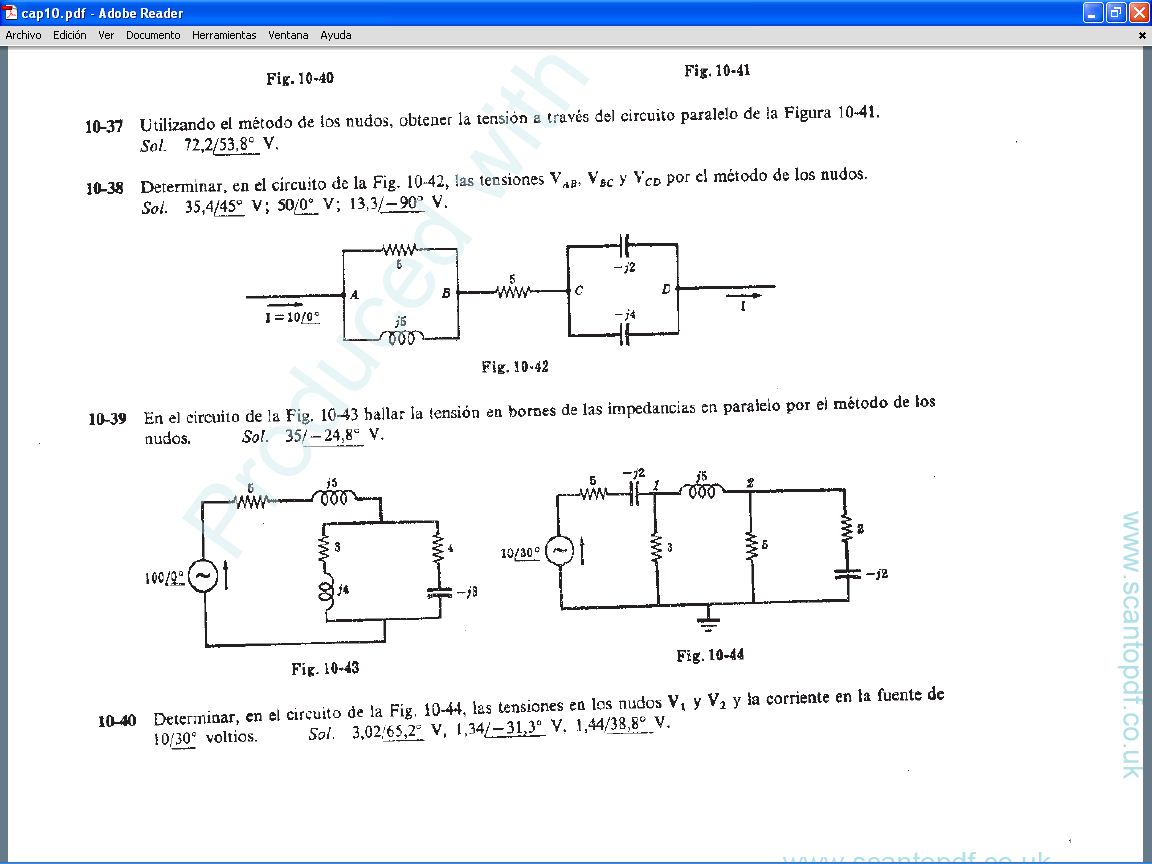 cap10.pdf - Adobe Reader
Archivo Edición Ver Documento Herramientas Ventana Ayuda
Fig. 10-40
Fig. 10-41
10-37 Utilizando el método de los nudos, obtener la tensión a través del circuito paralelo de la Figura 10-41.
Sol. 72,2/53,8° V.
10-38 Determinar, en el circuito de la Fig. 10-42, las tensiones V_AB, V_BC y V_CD por el método de los nudos.
Sol. 35,4/45° V; 50/0° V; 13,3/−90° V.
5
−j2
5
A B C D
I = 10/0°
I
j5
−j4
Fig. 10-42
10-39 En el circuito de la Fig. 10-43 hallar la tensión en bornes de las impedancias en paralelo por el método de los
nudos. Sol. 35/−24,8° V.
5 j5
3 4
100/0°
j4 −j3
Fig. 10-43
5 −j2 1 j5 2
10/30° 3 5 2
−j2
Fig. 10-44
10-40 Determinar, en el circuito de la Fig. 10-44, las tensiones en los nudos V₁ y V₂ y la corriente en la fuente de
10/30° voltios. Sol. 3,02/65,2° V, 1,34/−31,3° V, 1,44/38,8° V.
Produced with
www.scantopdf.co.uk
www.scantopdf.co.uk